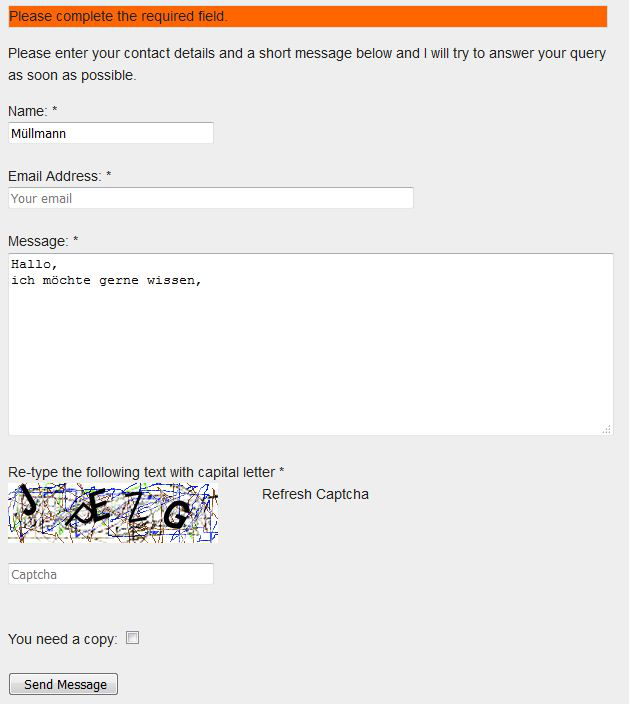 Please complete the required field.
Please enter your contact details and a short message below and I will try to answer your query
as soon as possible.
Name: *
Müllmann
Email Address: *
Your email
Message: *
Hallo,
ich möchte gerne wissen,
Re-type the following text with capital letter *
Refresh Captcha
Captcha
You need a copy:
Send Message